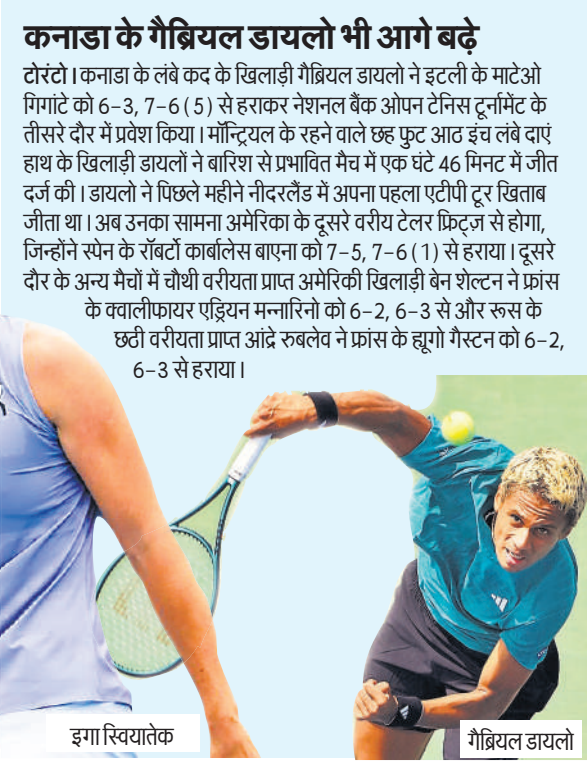 कनाडा के गैब्रियल डायलो भी आगे बढ़े
टोरंटो। कनाडा के लंबे कद के खिलाड़ी गैब्रियल डायलो ने इटली के माटेओ
गिगांटे को 6-3, 7-6 (5) से हराकर नेशनल बैंक ओपन टेनिस टूर्नामेंट के
तीसरे दौर में प्रवेश किया। मॉन्ट्रियल के रहने वाले छह फुट आठ इंच लंबे दाएं
हाथ के खिलाड़ी डायलों ने बारिश से प्रभावित मैच में एक घंटे 46 मिनट में जीत
दर्ज की। डायलो ने पिछले महीने नीदरलैंड में अपना पहला एटीपी टूर खिताब
जीता था। अब उनका सामना अमेरिका के दूसरे वरीय टेलर फ्रिट्ज़ से होगा,
जिन्होंने स्पेन के रॉबर्टो कार्बालेस बाएना को 7-5, 7-6 (1) से हराया। दूसरे
दौर के अन्य मैचों में चौथी वरीयता प्राप्त अमेरिकी खिलाड़ी बेन शेल्टन ने फ्रांस
के क्वालीफायर एड्रियन मन्नारिनो को 6-2, 6-3 से और रूस के
छठी वरीयता प्राप्त आंद्रे रुबलेव ने फ्रांस के ह्यूगो गैस्टन को 6-2,
6-3 से हराया।
इगा स्वियातेक
गैब्रियल डायलो